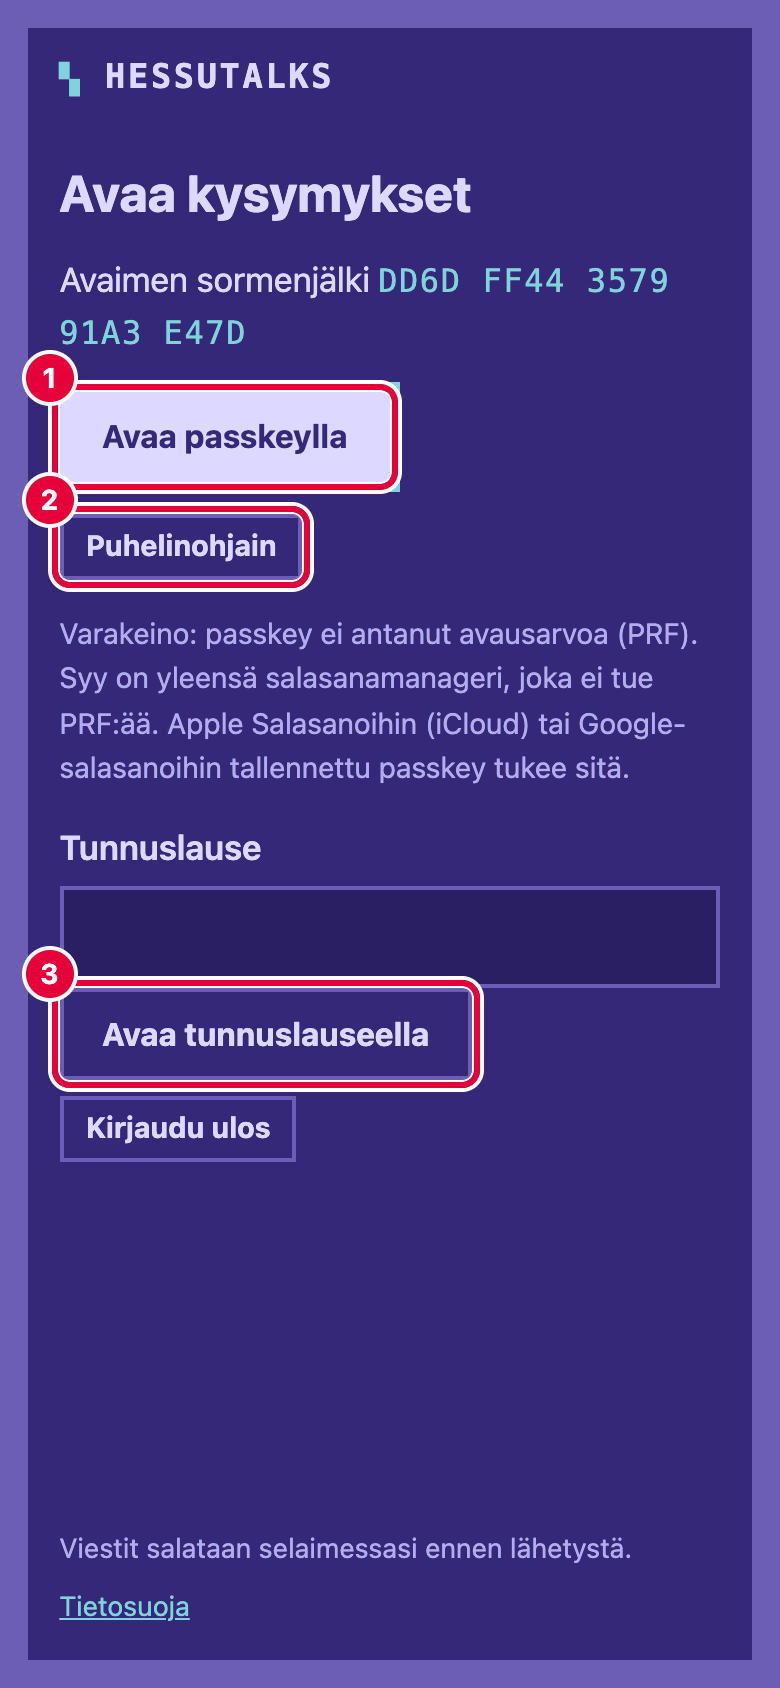 HESSUTALKS
Avaa kysymykset
Avaimen sormenjälki DD6D FF44 3579
91A3 E47D
1
Avaa passkeylla
2
Puhelinohjain
Varakeino: passkey ei antanut avausarvoa (PRF).
Syy on yleensä salasanamanageri, joka ei tue
PRF:ää. Apple Salasanoihin (iCloud) tai Google-
salasanoihin tallennettu passkey tukee sitä.
Tunnuslause
3
Avaa tunnuslauseella
Kirjaudu ulos
Viestit salataan selaimessasi ennen lähetystä.
Tietosuoja